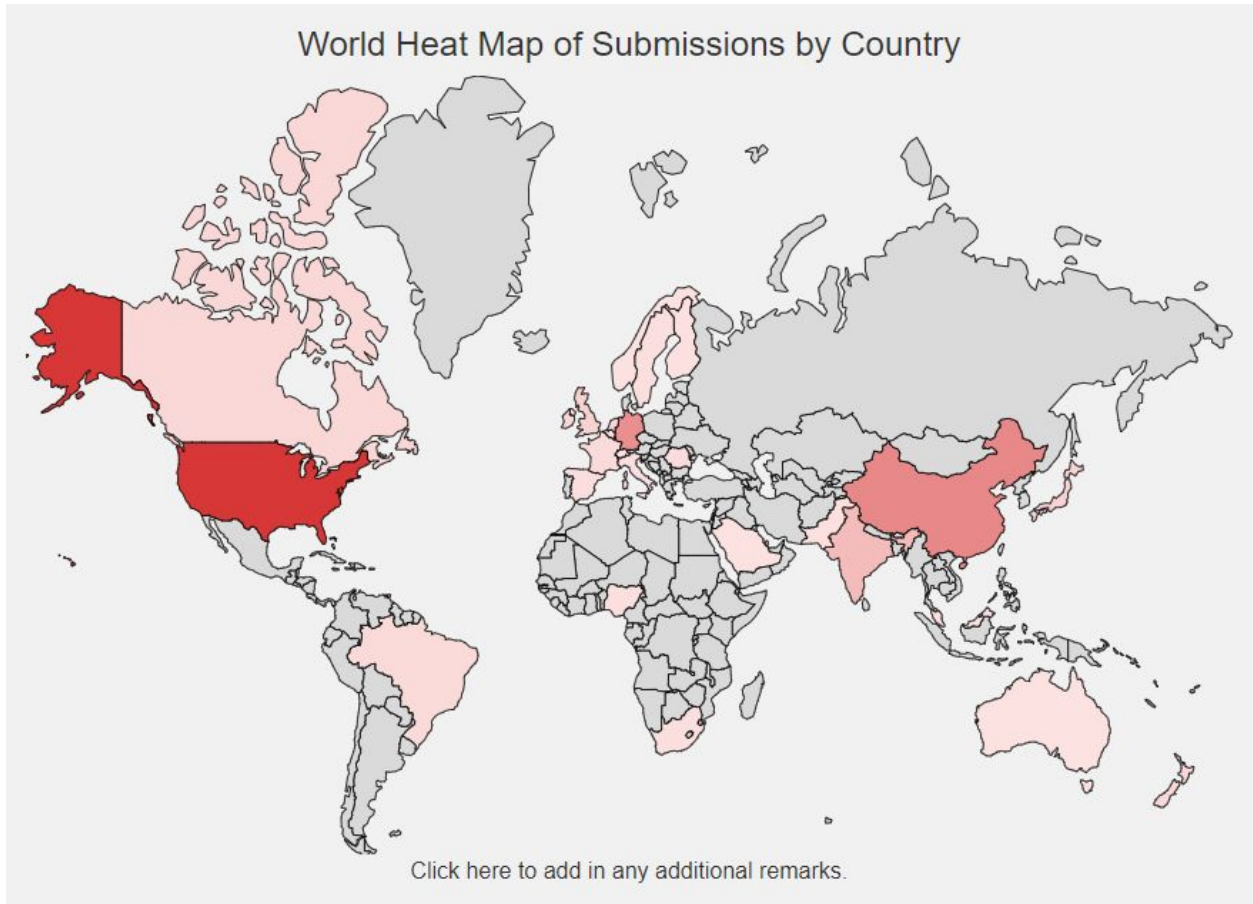 World Heat Map of Submissions by Country
Click here to add in any additional remarks.